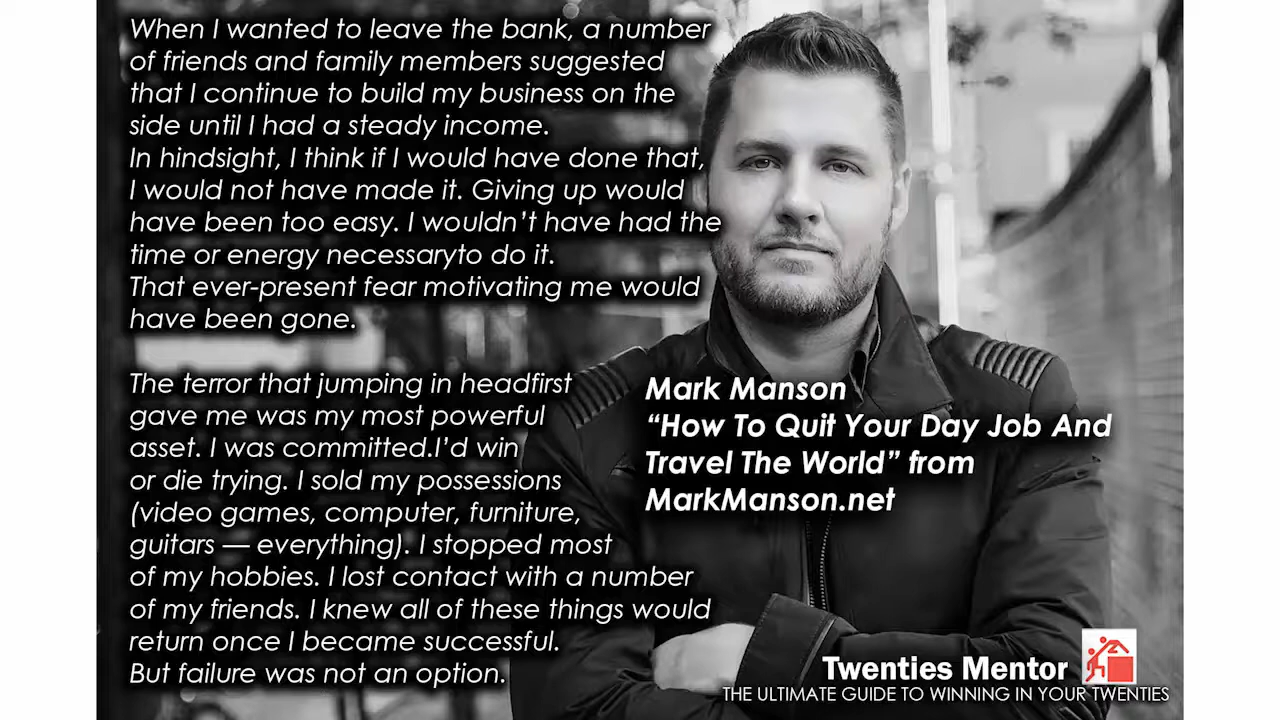 When I wanted to leave the bank, a number
of friends and family members suggested
that I continue to build my business on the
side until I had a steady income.
In hindsight, I think if I would have done that,
I would not have made it. Giving up would
have been too easy. I wouldn't have had the
time or energy necessaryto do it.
That ever-present fear motivating me would
have been gone.
The terror that jumping in headfirst
gave me was my most powerful
asset. I was committed.I'd win
or die trying. I sold my possessions
(video games, computer, furniture,
guitars — everything). I stopped most
of my hobbies. I lost contact with a number
of my friends. I knew all of these things would
return once I became successful.
But failure was not an option.
Mark Manson
“How To Quit Your Day Job And
Travel The World” from
MarkManson.net
Twenties Mentor
THE ULTIMATE GUIDE TO WINNING IN YOUR TWENTIES